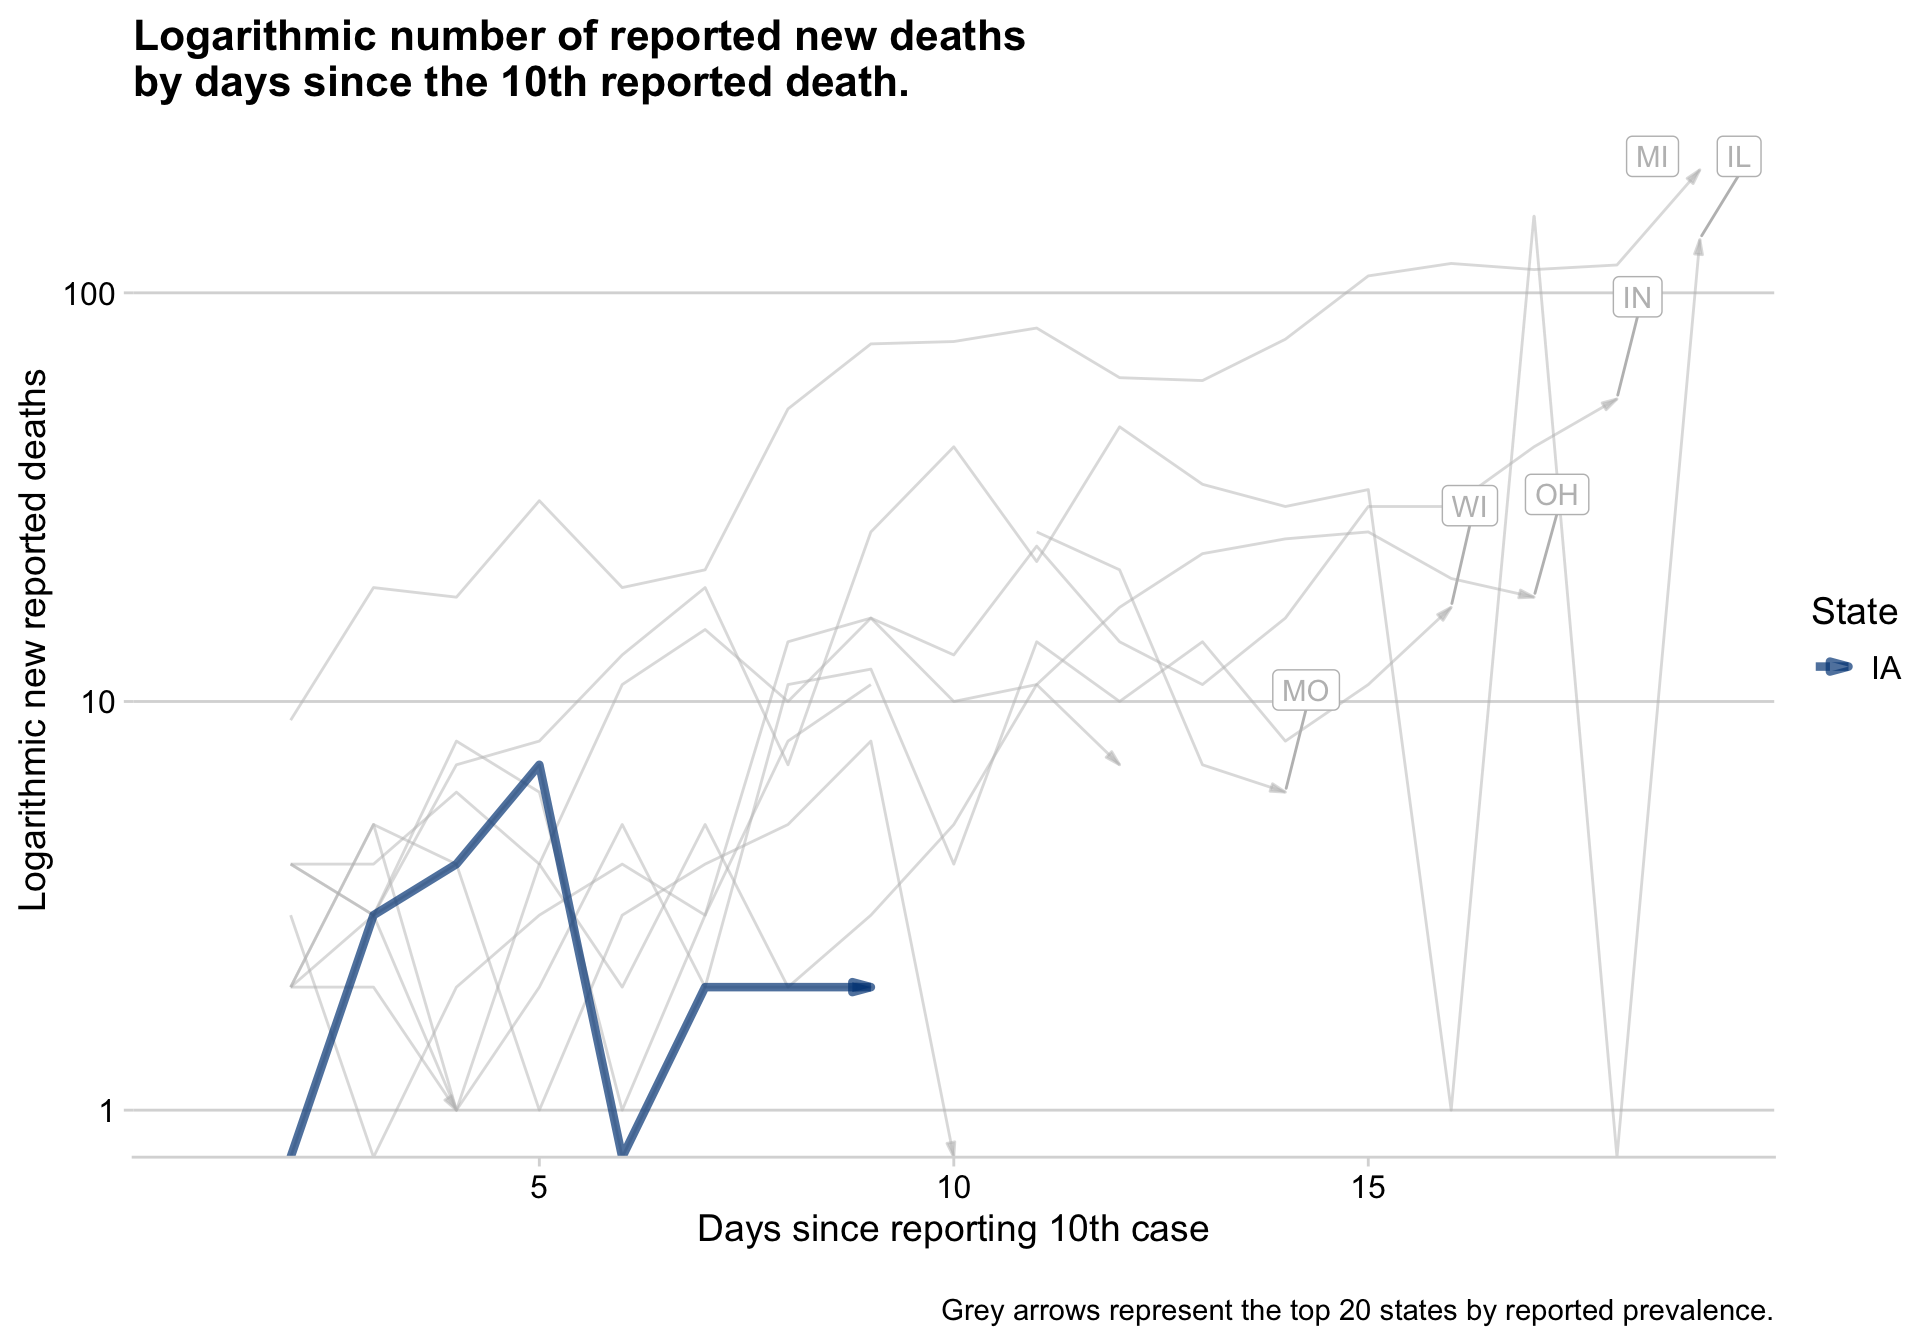 Logarithmic number of reported new deaths
by days since the 10th reported death.
MI
IL
100
IN
WI
OH
MO
10
1
Logarithmic new reported deaths
State
IA
5
10
15
Days since reporting 10th case
Grey arrows represent the top 20 states by reported prevalence.